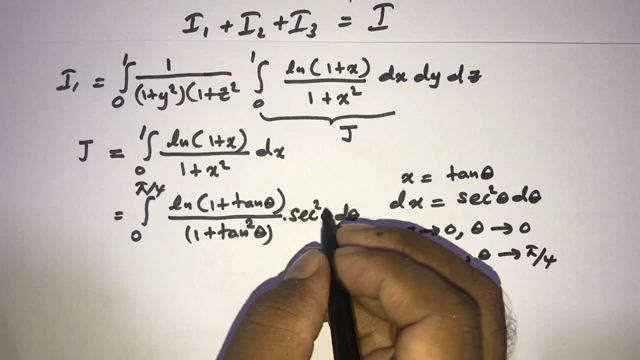 I₁ + I₂ + I₃ = I
I₁ = ∫₀¹ 1/((1+y²)(1+z²) ∫₀¹ ln(1+x)/(1+x²) dx dy dz
J
J = ∫₀¹ ln(1+x)/(1+x²) dx
= ∫₀^(π/4) ln(1+tanθ)/(1+tan²θ) · sec² dθ
x = tanθ
dx = sec²θ dθ
→ 0, θ → 0
, θ → π/4